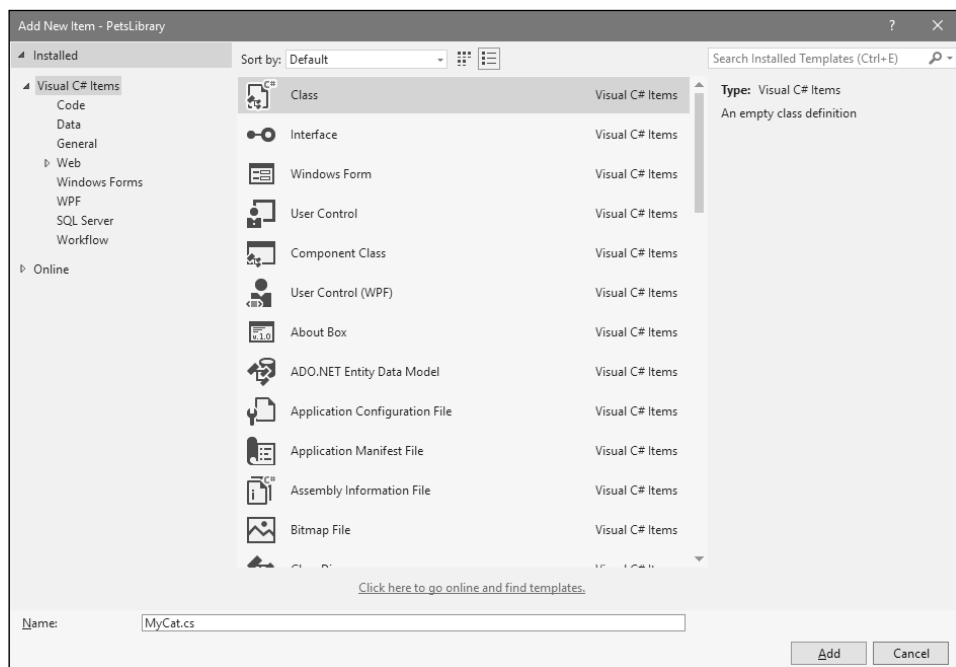 Add New Item - PetsLibrary
? ×
Installed
Sort by: Default
Search Installed Templates (Ctrl+E)
Visual C# Items
Code
Data
General
Web
Windows Forms
WPF
SQL Server
Workflow
Online
C# Class Visual C# Items
Interface Visual C# Items
Windows Form Visual C# Items
User Control Visual C# Items
Component Class Visual C# Items
User Control (WPF) Visual C# Items
v.1.0 About Box Visual C# Items
ADO.NET Entity Data Model Visual C# Items
Application Configuration File Visual C# Items
Application Manifest File Visual C# Items
C# Assembly Information File Visual C# Items
Bitmap File Visual C# Items
Type: Visual C# Items
An empty class definition
Click here to go online and find templates.
Name: MyCat.cs
Add Cancel